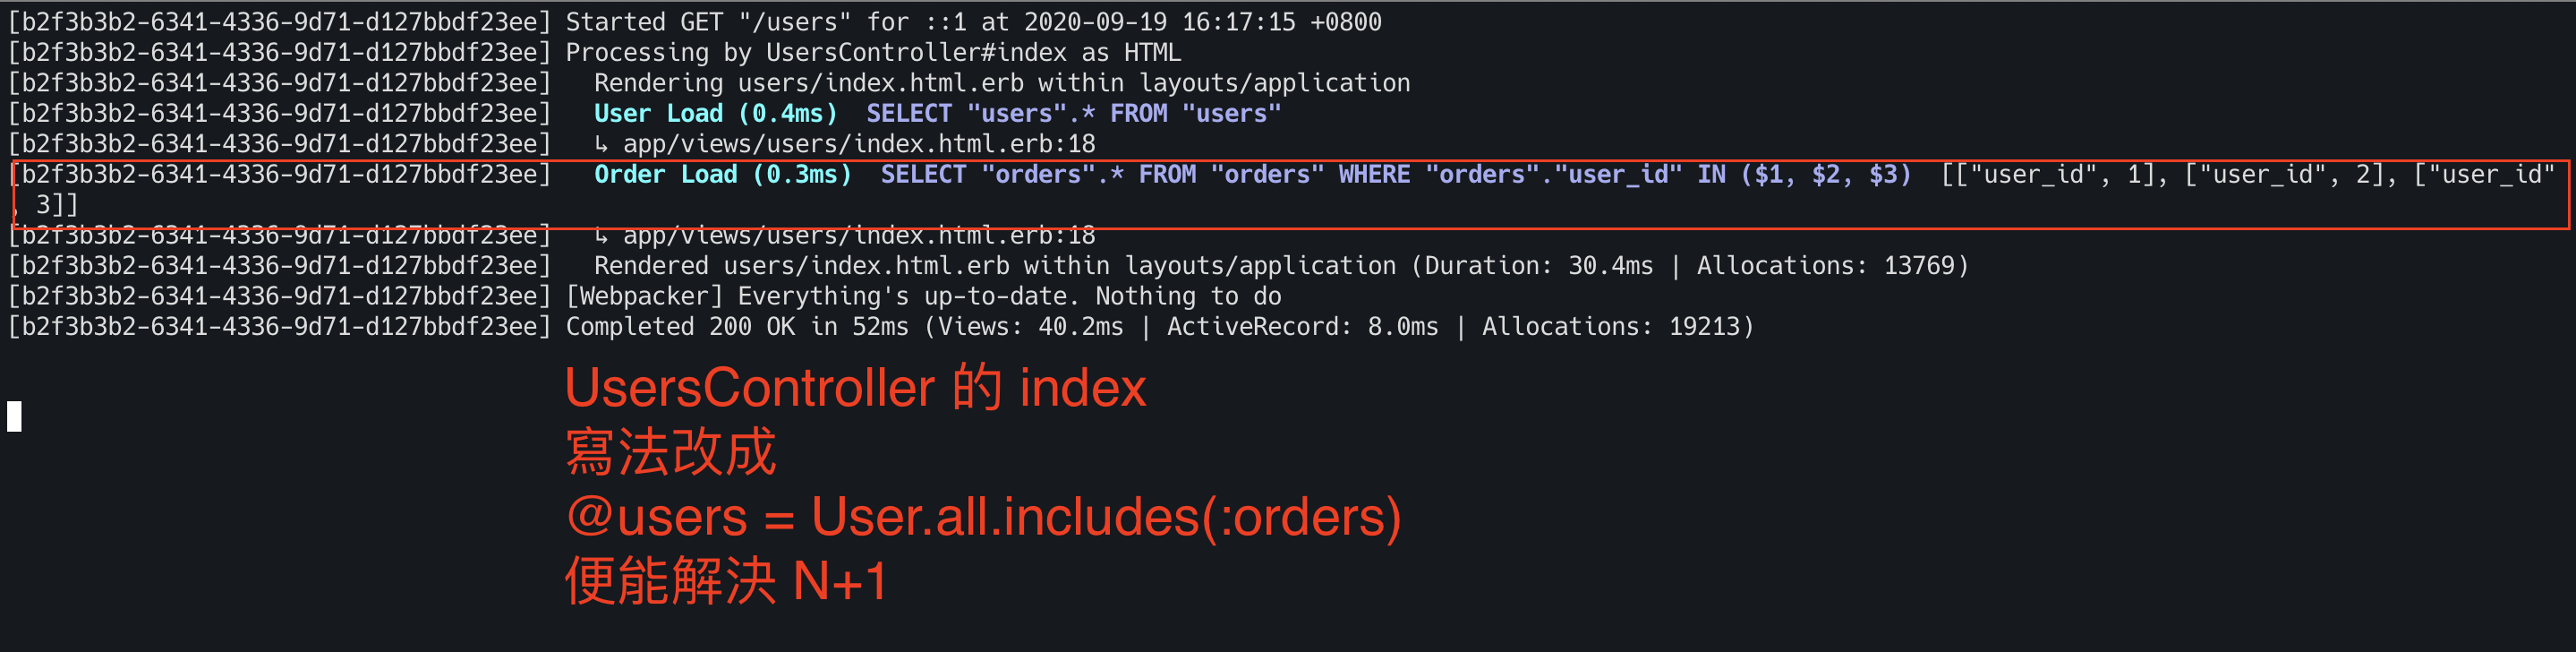 [b2f3b3b2-6341-4336-9d71-d127bbdf23ee] Started GET "/users" for ::1 at 2020-09-19 16:17:15 +0800
[b2f3b3b2-6341-4336-9d71-d127bbdf23ee] Processing by UsersController#index as HTML
[b2f3b3b2-6341-4336-9d71-d127bbdf23ee]   Rendering users/index.html.erb within layouts/application
[b2f3b3b2-6341-4336-9d71-d127bbdf23ee]   User Load (0.4ms)  SELECT "users".* FROM "users"
[b2f3b3b2-6341-4336-9d71-d127bbdf23ee]   ↳ app/views/users/index.html.erb:18
[b2f3b3b2-6341-4336-9d71-d127bbdf23ee]   Order Load (0.3ms)  SELECT "orders".* FROM "orders" WHERE "orders"."user_id" IN ($1, $2, $3)  [["user_id", 1], ["user_id", 2], ["user_id"
, 3]]
[b2f3b3b2-6341-4336-9d71-d127bbdf23ee]   ↳ app/views/users/index.html.erb:18
[b2f3b3b2-6341-4336-9d71-d127bbdf23ee]   Rendered users/index.html.erb within layouts/application (Duration: 30.4ms | Allocations: 13769)
[b2f3b3b2-6341-4336-9d71-d127bbdf23ee] [Webpacker] Everything's up-to-date. Nothing to do
[b2f3b3b2-6341-4336-9d71-d127bbdf23ee] Completed 200 OK in 52ms (Views: 40.2ms | ActiveRecord: 8.0ms | Allocations: 19213)
UsersController 的 index
寫法改成
@users = User.all.includes(:orders)
便能解決 N+1